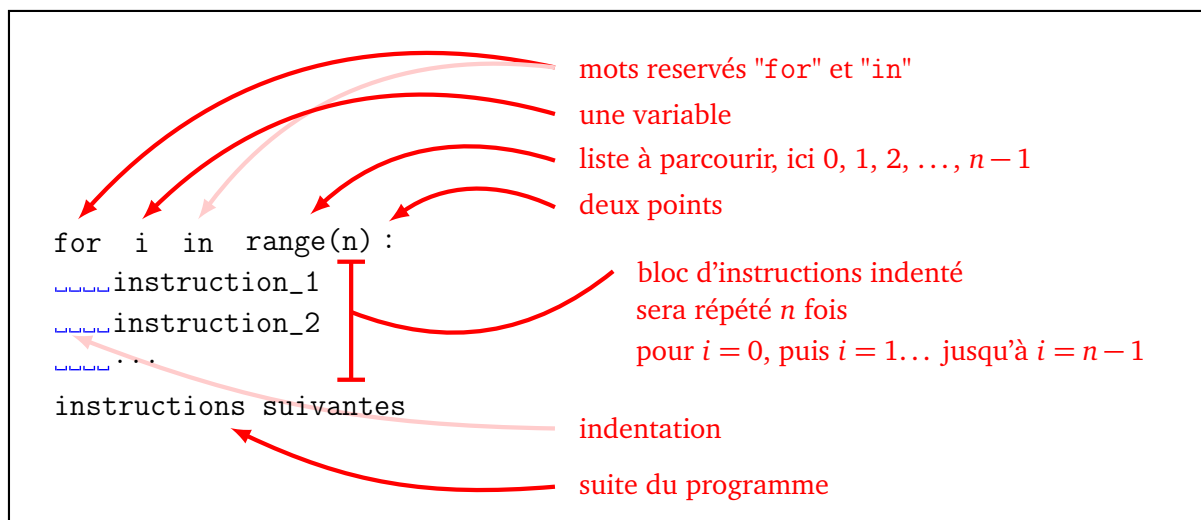 mots reservés "for" et "in"
une variable
liste à parcourir, ici 0, 1, 2, ..., n − 1
deux points
for i in range(n) :
␣␣␣␣instruction_1
␣␣␣␣instruction_2
␣␣␣␣...
bloc d'instructions indenté
sera répété n fois
pour i = 0, puis i = 1... jusqu'à i = n − 1
instructions suivantes
indentation
suite du programme